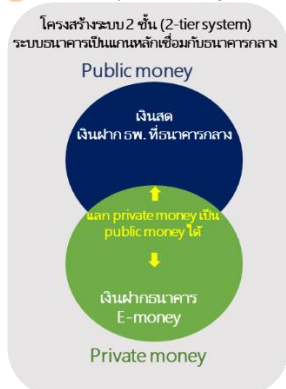 โครงสร้างระบบ 2 ชั้น (2-tier system)
ระบบธนาคารเป็นแกนหลักเชื่อมกับธนาคารกลาง
Public money
เงินสด
เงินฝาก ธพ. ที่ธนาคารกลาง
แลก private money เป็น
public money ได้
เงินฝากธนาคาร
E-money
Private money